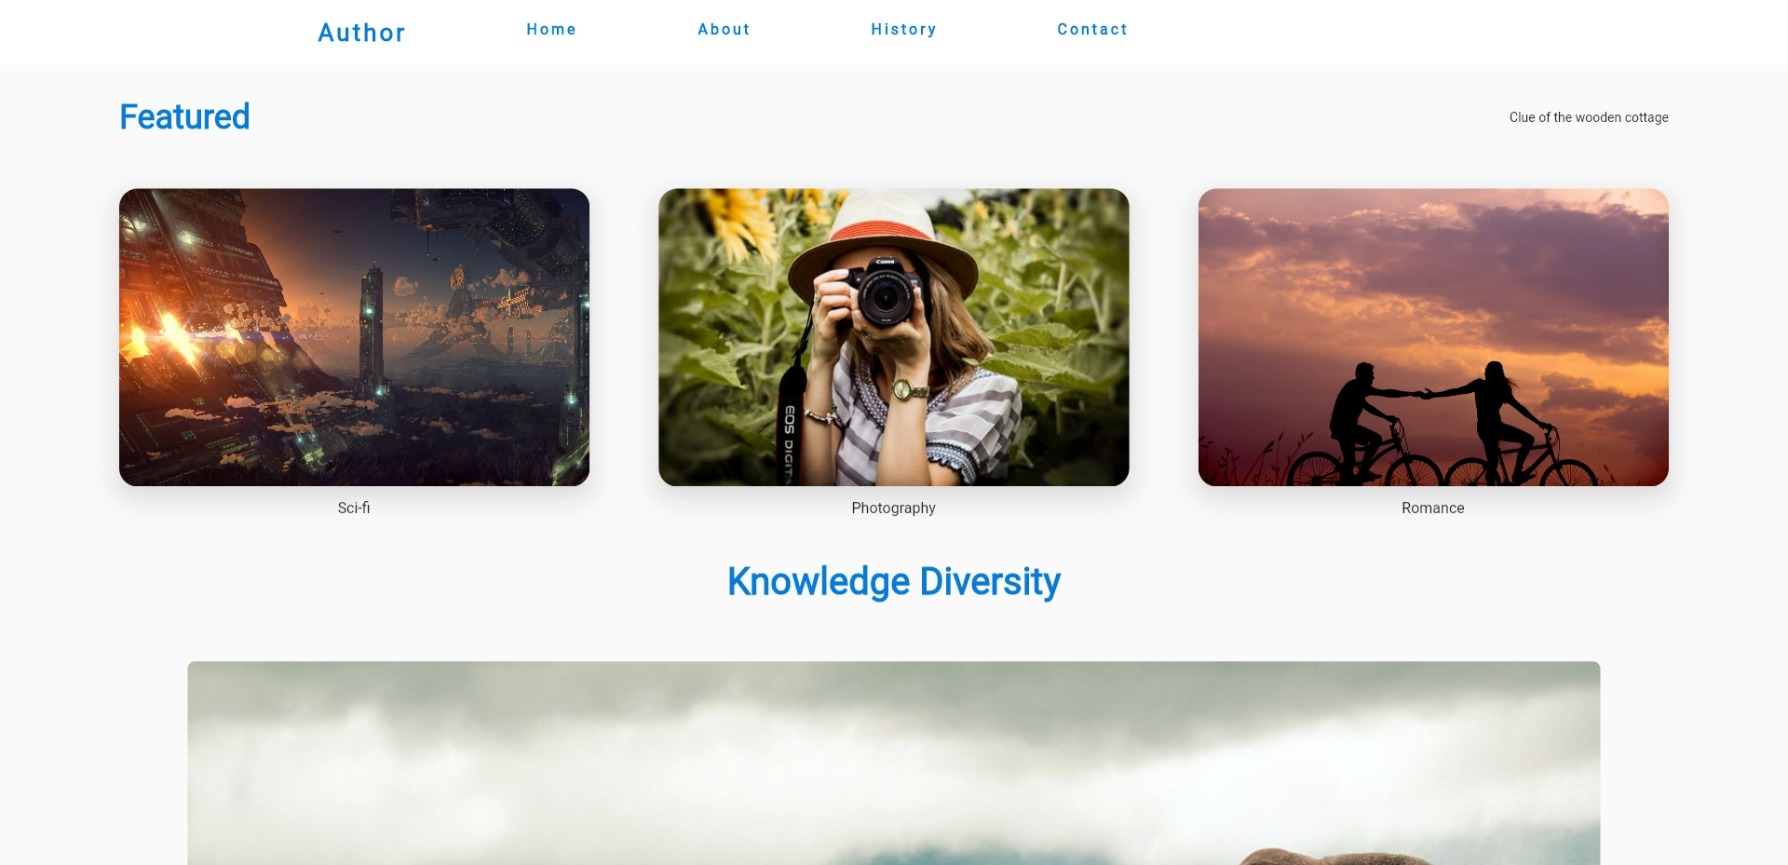 Author Home About History Contact
Featured
Clue of the wooden cottage
Canon
EOS DIGIT
Sci-fi
Photography
Romance
Knowledge Diversity